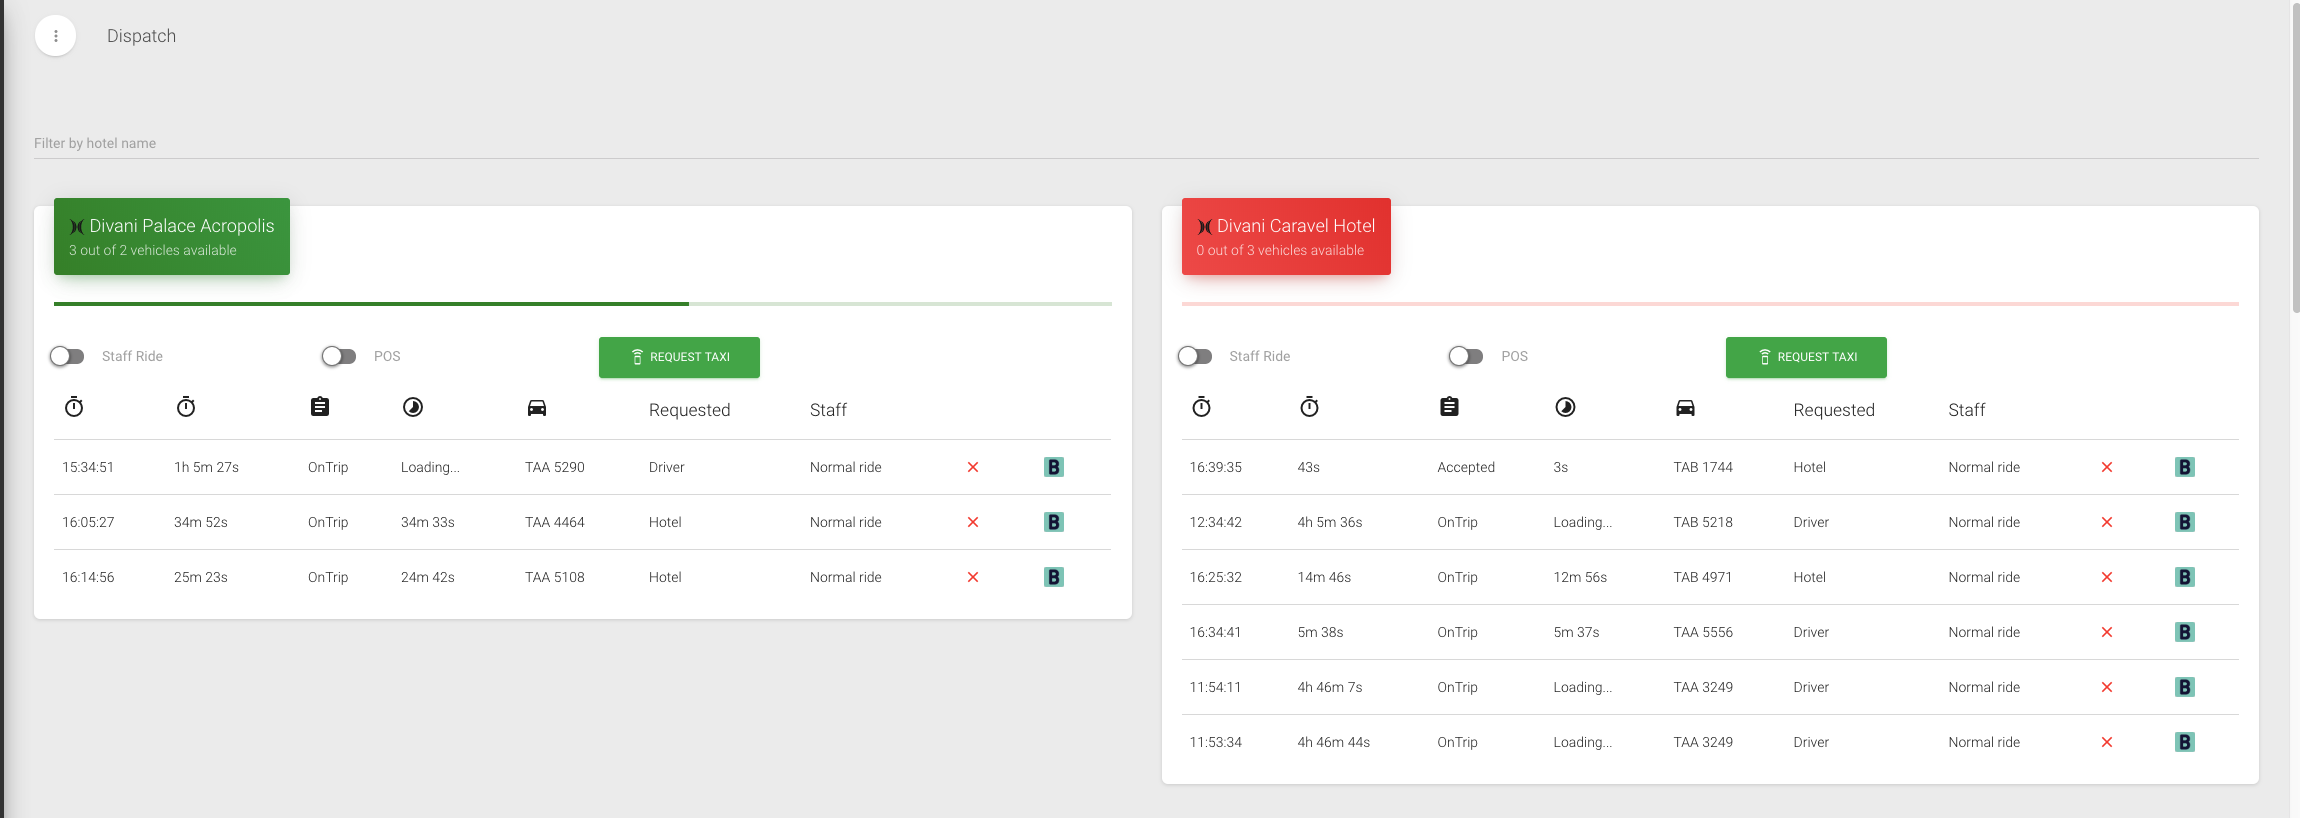 Dispatch
Filter by hotel name
Divani Palace Acropolis
3 out of 2 vehicles available
Staff Ride
POS
REQUEST TAXI
Requested Staff
15:34:51 1h 5m 27s OnTrip Loading... TAA 5290 Driver Normal ride B
16:05:27 34m 52s OnTrip 34m 33s TAA 4464 Hotel Normal ride B
16:14:56 25m 23s OnTrip 24m 42s TAA 5108 Hotel Normal ride B
Divani Caravel Hotel
0 out of 3 vehicles available
Staff Ride
POS
REQUEST TAXI
Requested Staff
16:39:35 43s Accepted 3s TAB 1744 Hotel Normal ride B
12:34:42 4h 5m 36s OnTrip Loading... TAB 5218 Driver Normal ride B
16:25:32 14m 46s OnTrip 12m 56s TAB 4971 Hotel Normal ride B
16:34:41 5m 38s OnTrip 5m 37s TAA 5556 Driver Normal ride B
11:54:11 4h 46m 7s OnTrip Loading... TAA 3249 Driver Normal ride B
11:53:34 4h 46m 44s OnTrip Loading... TAA 3249 Driver Normal ride B